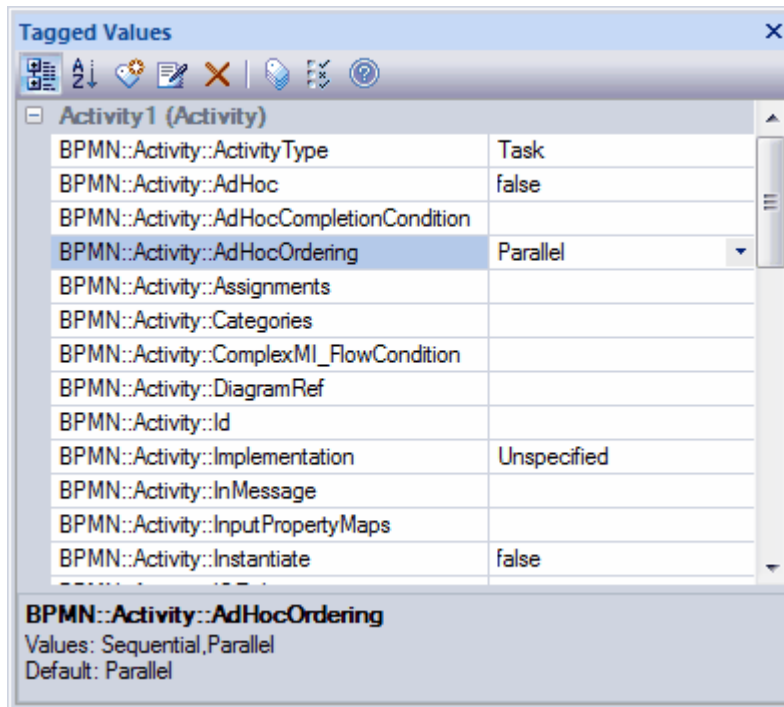 Tagged Values
Activity1 (Activity)
BPMN::Activity::ActivityType Task
BPMN::Activity::AdHoc false
BPMN::Activity::AdHocCompletionCondition
BPMN::Activity::AdHocOrdering Parallel
BPMN::Activity::Assignments
BPMN::Activity::Categories
BPMN::Activity::ComplexMI_FlowCondition
BPMN::Activity::DiagramRef
BPMN::Activity::Id
BPMN::Activity::Implementation Unspecified
BPMN::Activity::InMessage
BPMN::Activity::InputPropertyMaps
BPMN::Activity::Instantiate false
BPMN::Activity::AdHocOrdering
Values: Sequential,Parallel
Default: Parallel